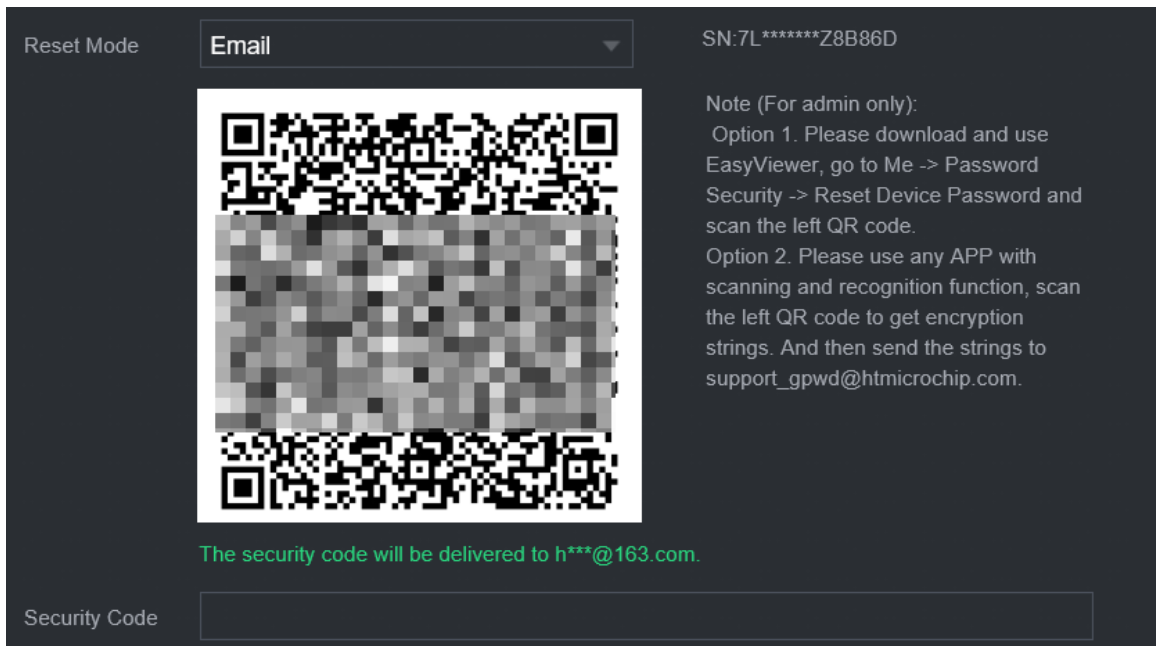 Reset Mode
Email
SN:7L*******Z8B86D
Note (For admin only):
Option 1. Please download and use
EasyViewer, go to Me -> Password
Security -> Reset Device Password and
scan the left QR code.
Option 2. Please use any APP with
scanning and recognition function, scan
the left QR code to get encryption
strings. And then send the strings to
support_gpwd@htmicrochip.com.
The security code will be delivered to h***@163.com.
Security Code